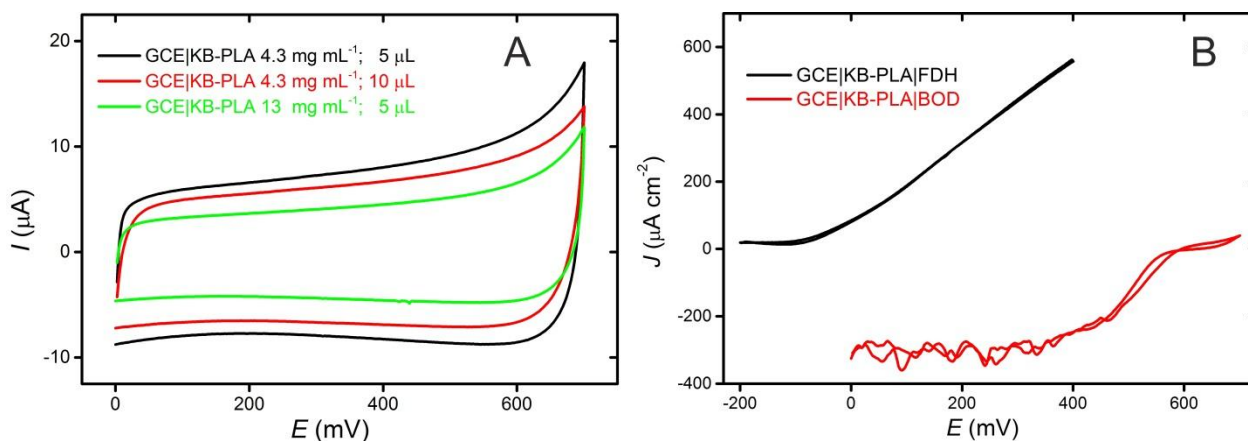 A
GCE|KB-PLA 4.3 mg mL⁻¹; 5 μL
GCE|KB-PLA 4.3 mg mL⁻¹; 10 μL
GCE|KB-PLA 13 mg mL⁻¹; 5 μL
20
10
0
-10
I (μA)
0
200
400
600
E (mV)
B
GCE|KB-PLA|FDH
GCE|KB-PLA|BOD
600
400
200
0
-200
-400
J (μA cm⁻²)
-200
0
200
400
600
E (mV)